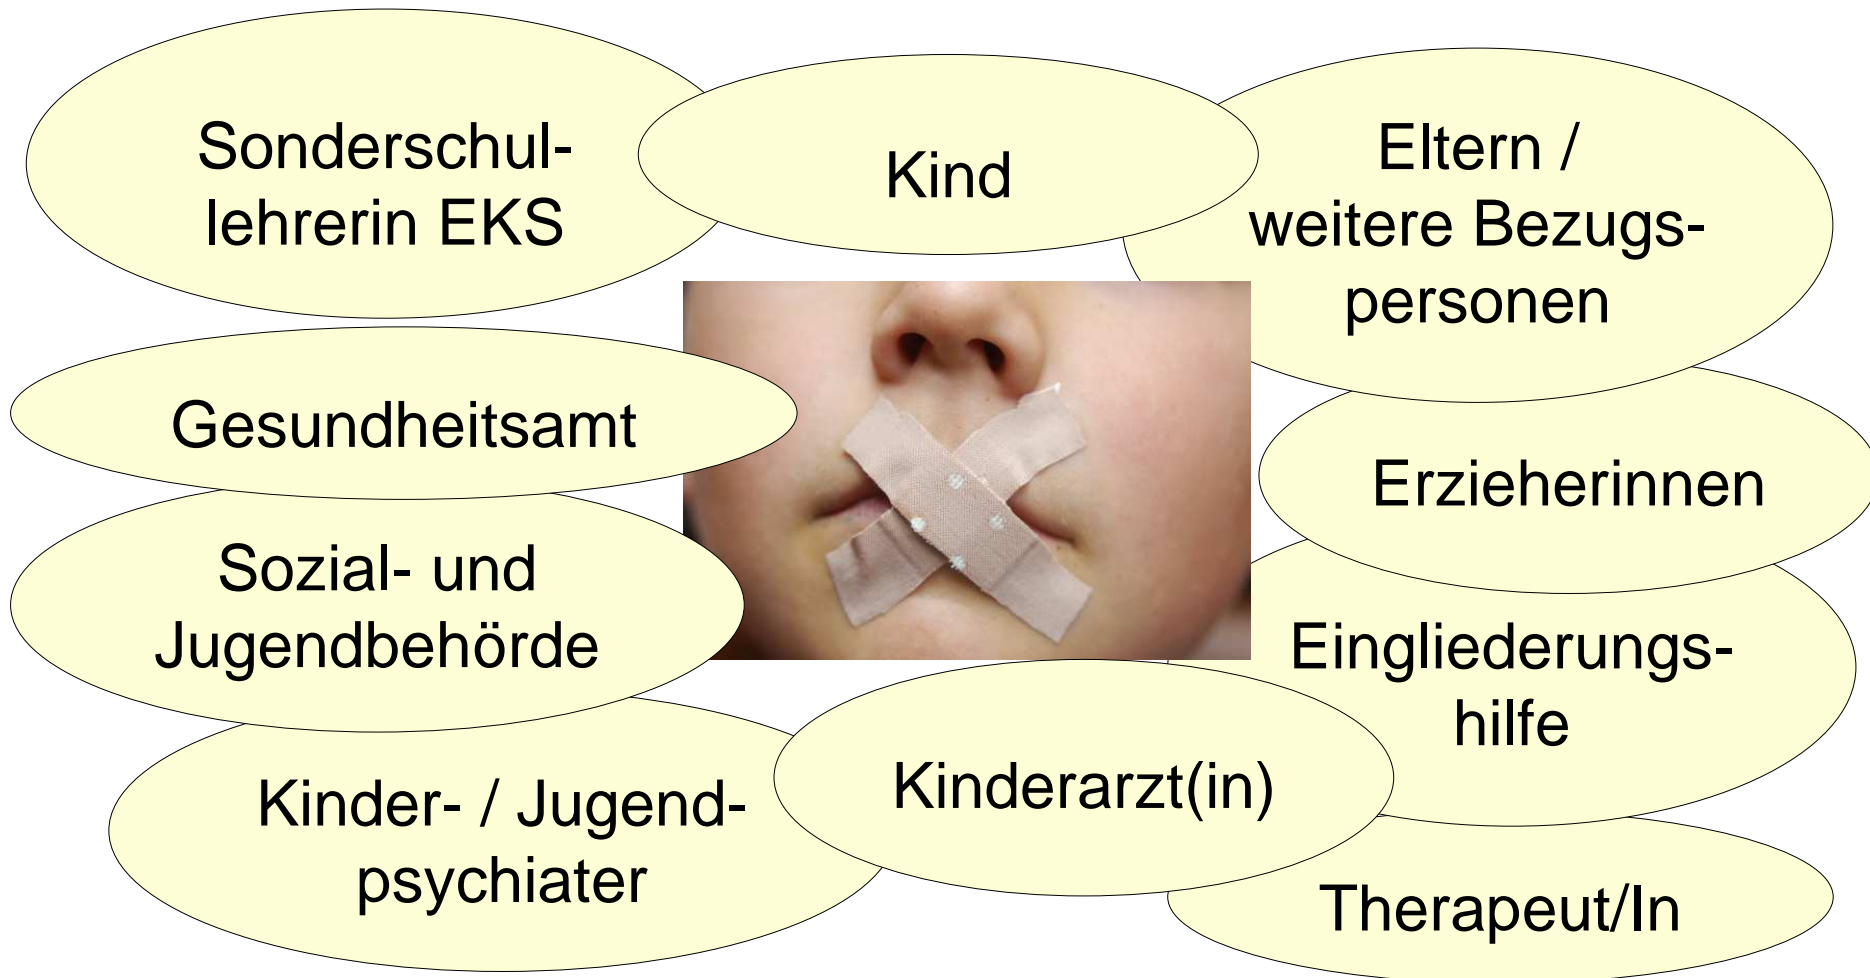 Sonderschul-
lehrerin EKS
Kind
Eltern /
weitere Bezugs-
personen
Gesundheitsamt
Erzieherinnen
Sozial- und
Jugendbehörde
Eingliederungs-
hilfe
Kinder- / Jugend-
psychiater
Kinderarzt(in)
Therapeut/In